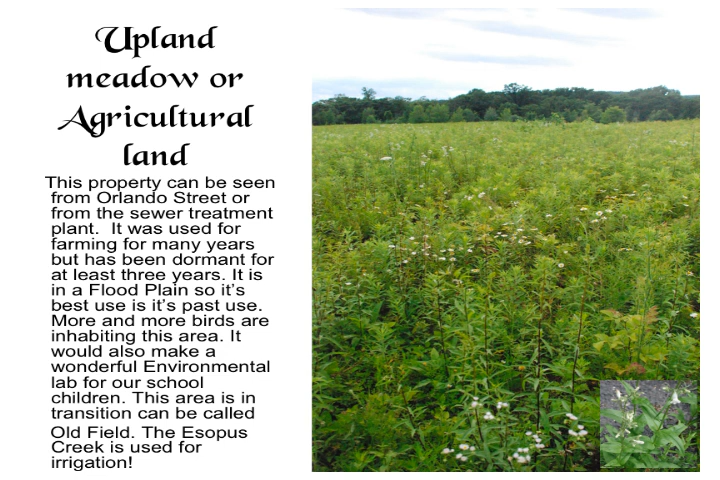 Upland
meadow or
Agricultural
land
This property can be seen
from Orlando Street or
from the sewer treatment
plant. It was used for
farming for many years
but has been dormant for
at least three years. It is
in a Flood Plain so it's
best use is it's past use.
More and more birds are
inhabiting this area. It
would also make a
wonderful Environmental
lab for our school
children. This area is in
transition can be called
Old Field. The Esopus
Creek is used for
irrigation!